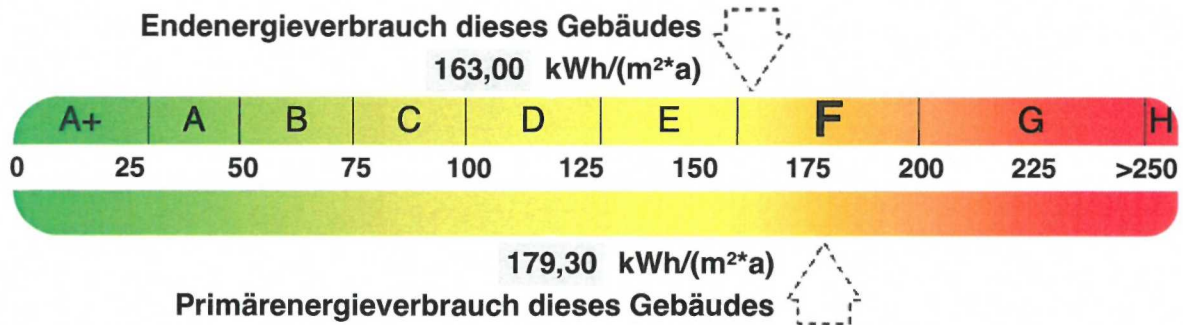 Endenergieverbrauch dieses Gebäudes
163,00 kWh/(m²*a)
A+ A B C D E F G H
0 25 50 75 100 125 150 175 200 225 >250
179,30 kWh/(m²*a)
Primärenergieverbrauch dieses Gebäudes